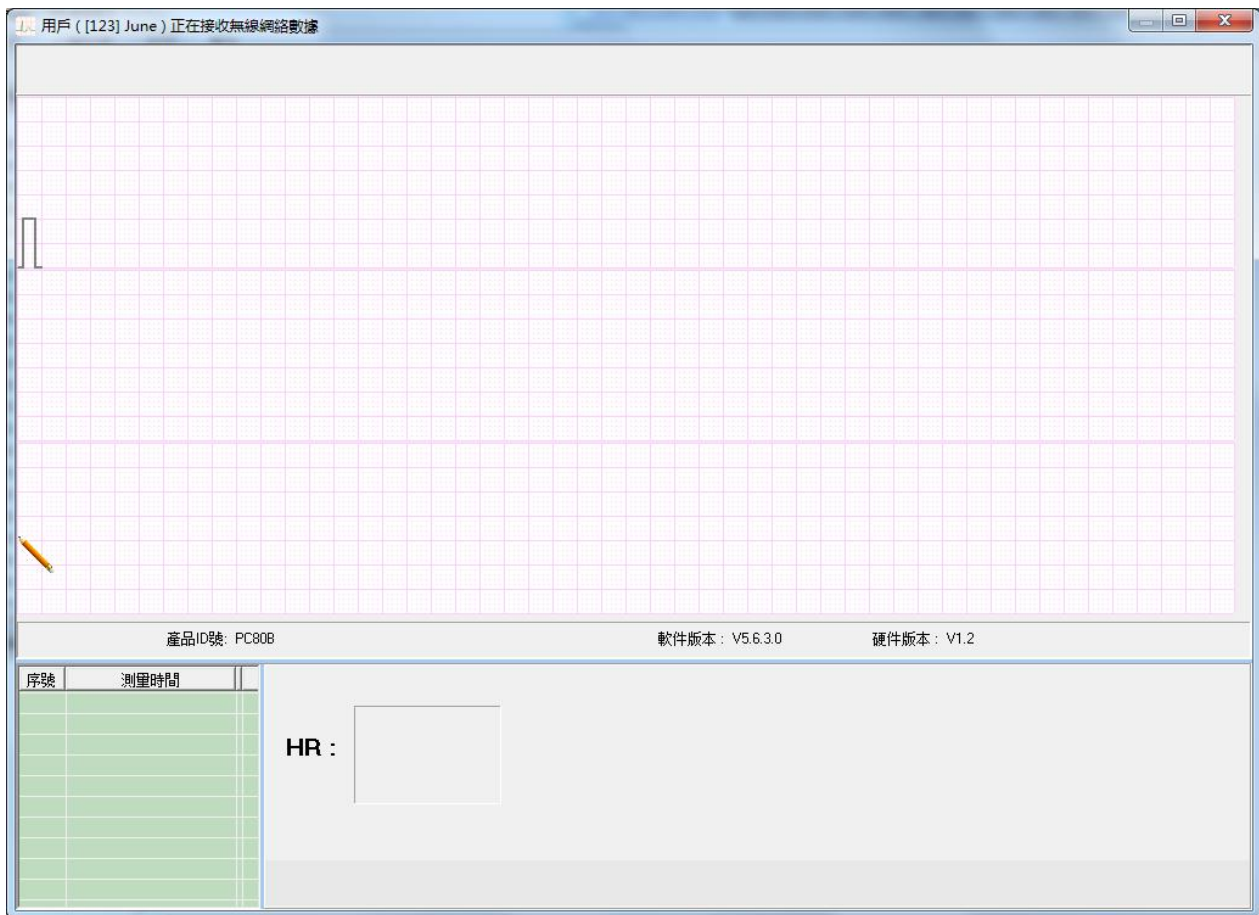 用戶 ( [123] June ) 正在接收無線網絡數據
產品ID號: PC80B 軟件版本 : V5.6.3.0 硬件版本 : V1.2
序號 測量時間
HR :